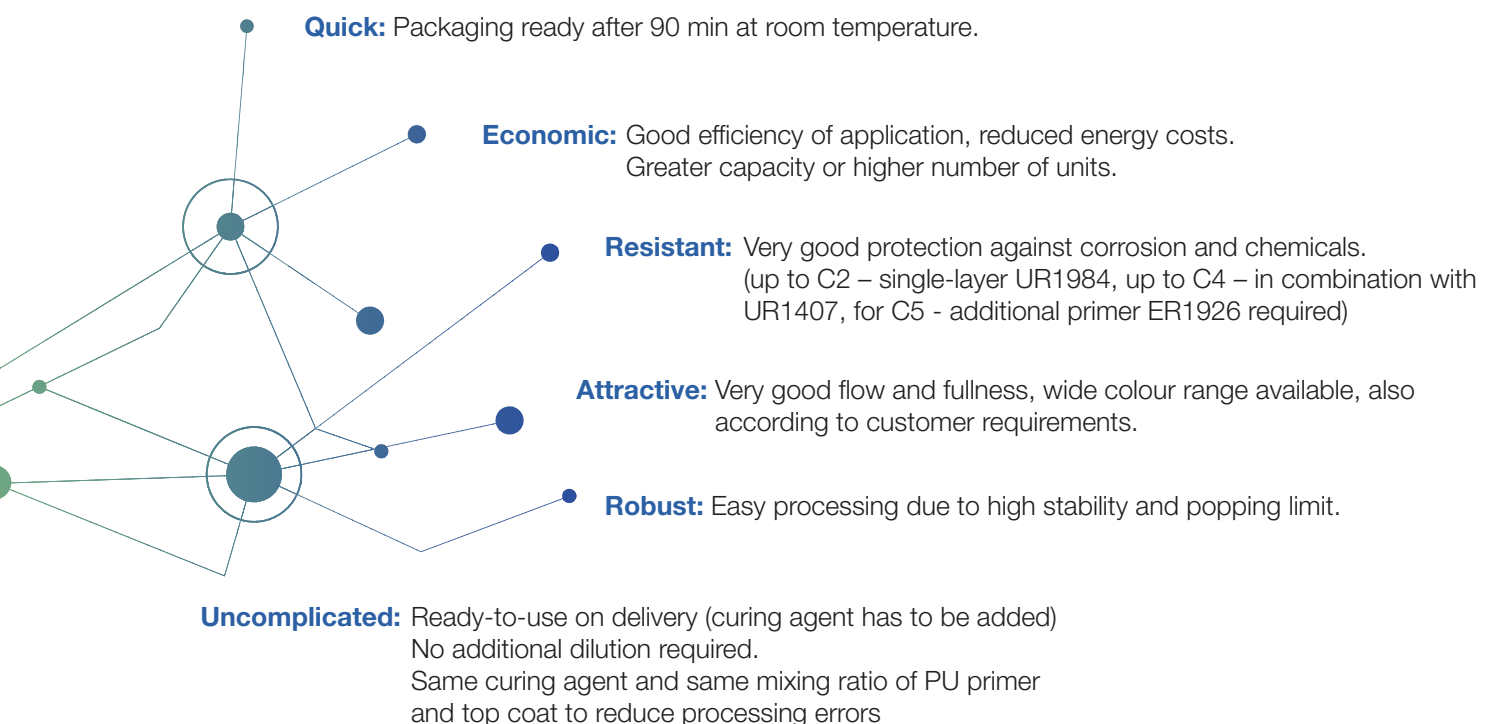 Quick: Packaging ready after 90 min at room temperature.
Economic: Good efficiency of application, reduced energy costs.
Greater capacity or higher number of units.
Resistant: Very good protection against corrosion and chemicals.
(up to C2 – single-layer UR1984, up to C4 – in combination with
UR1407, for C5 - additional primer ER1926 required)
Attractive: Very good flow and fullness, wide colour range available, also
according to customer requirements.
Robust: Easy processing due to high stability and popping limit.
Uncomplicated: Ready-to-use on delivery (curing agent has to be added)
No additional dilution required.
Same curing agent and same mixing ratio of PU primer
and top coat to reduce processing errors